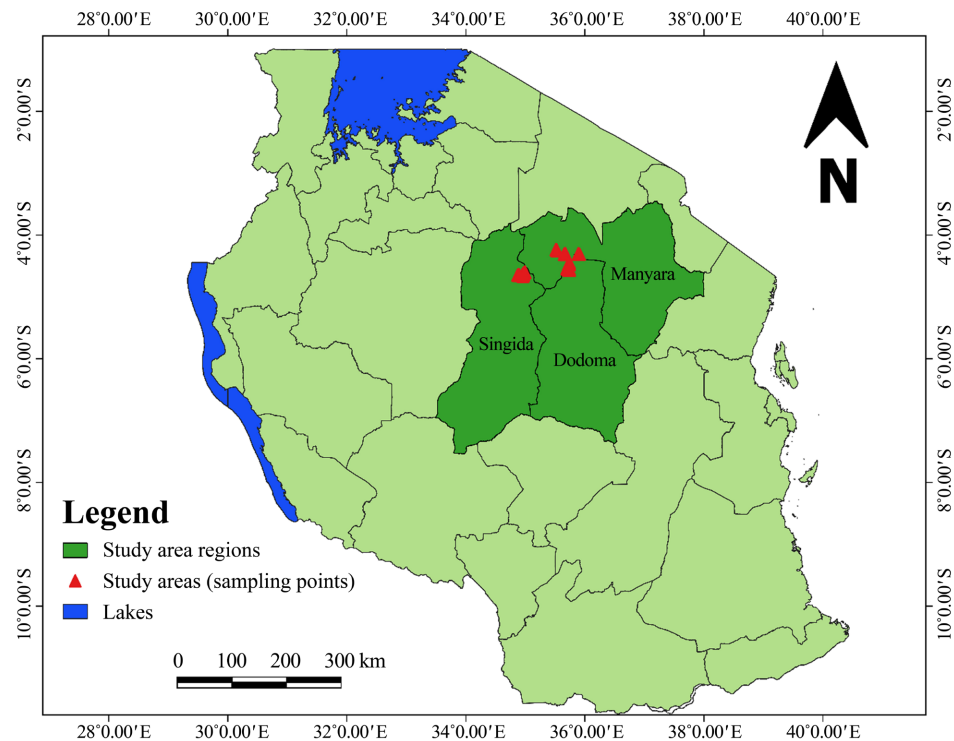 28°0.00′E 30°0.00′E 32°0.00′E 34°0.00′E 36°0.00′E 38°0.00′E 40°0.00′E
2°0.00′S
2°0.00′S
N
4°0.00′S
4°0.00′S
Manyara
Singida
Dodoma
6°0.00′S
6°0.00′S
8°0.00′S
8°0.00′S
Legend
Study area regions
Study areas (sampling points)
Lakes
10°0.00′S
10°0.00′S
0 100 200 300 km
28°0.00′E 30°0.00′E 32°0.00′E 34°0.00′E 36°0.00′E 38°0.00′E 40°0.00′E